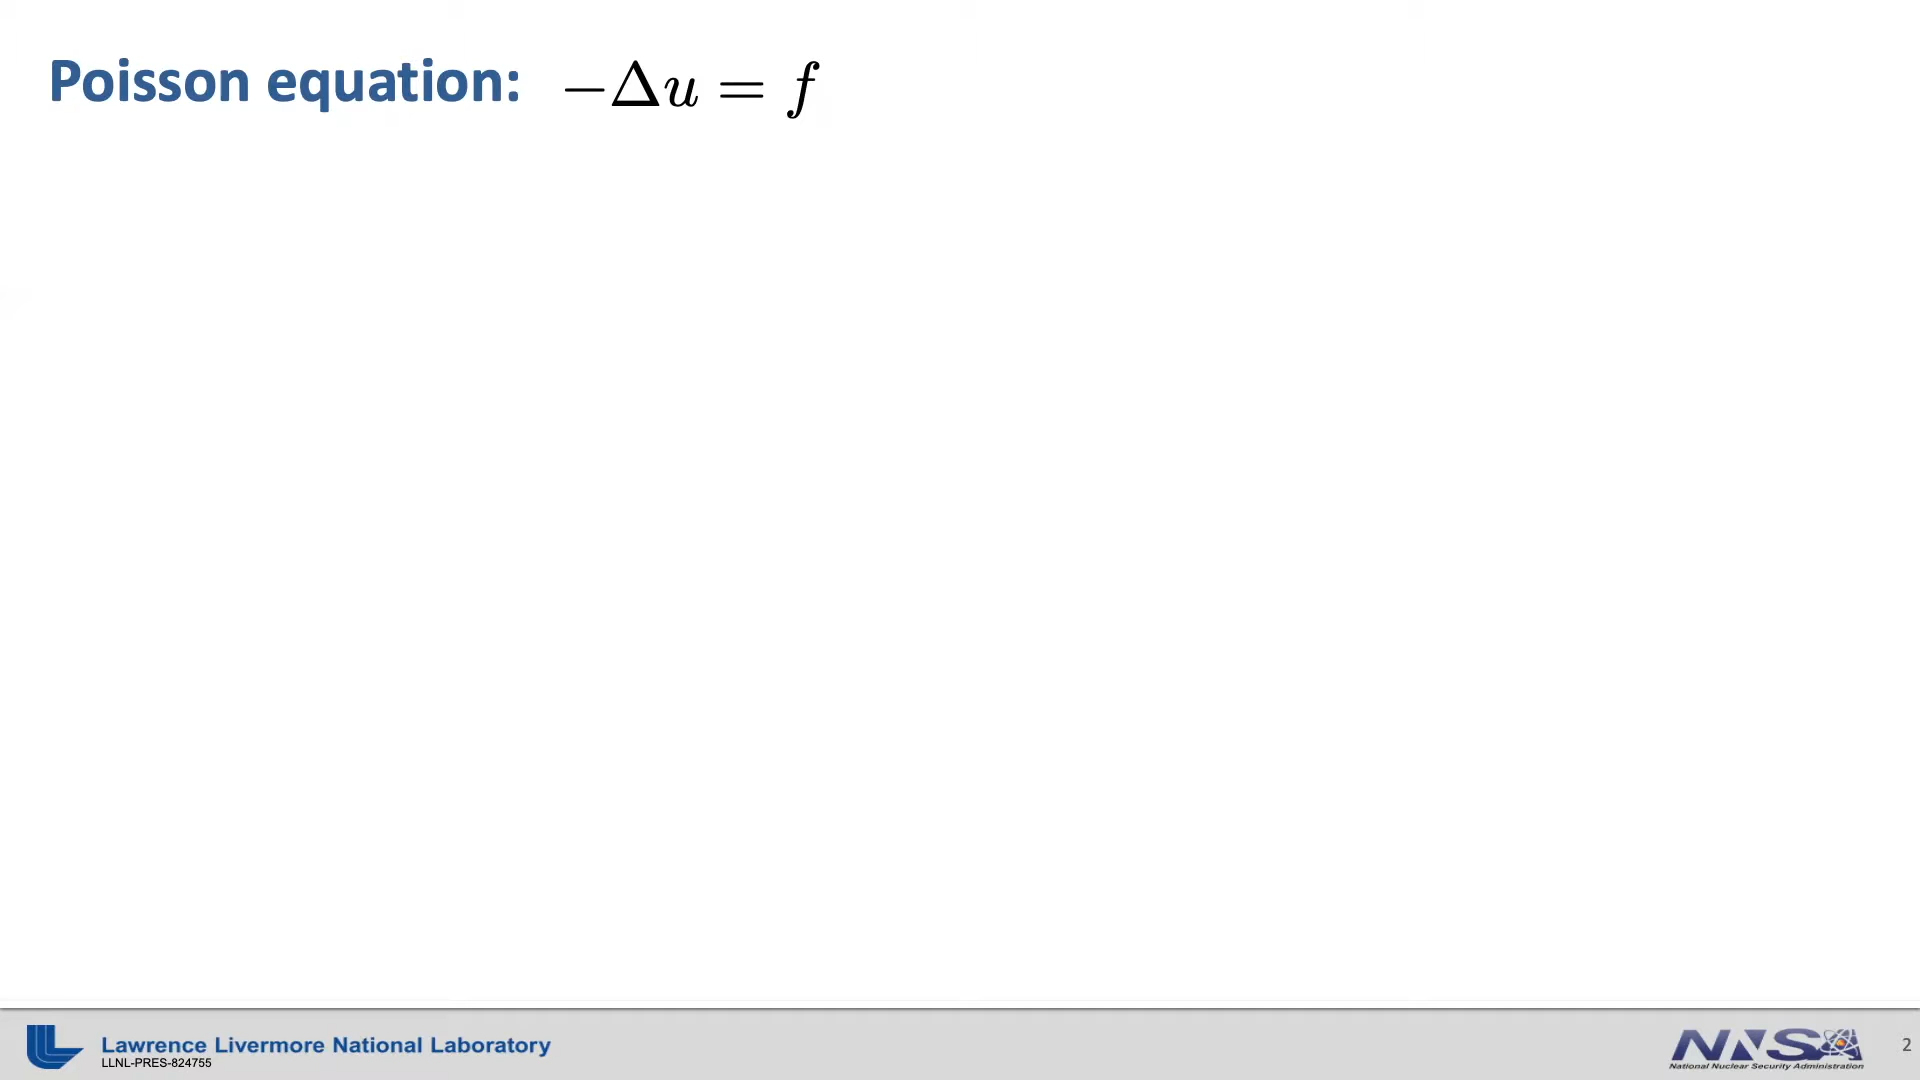 Poisson equation: −Δu = f
Lawrence Livermore National Laboratory
LLNL-PRES-824755
NNSA
National Nuclear Security Administration
2